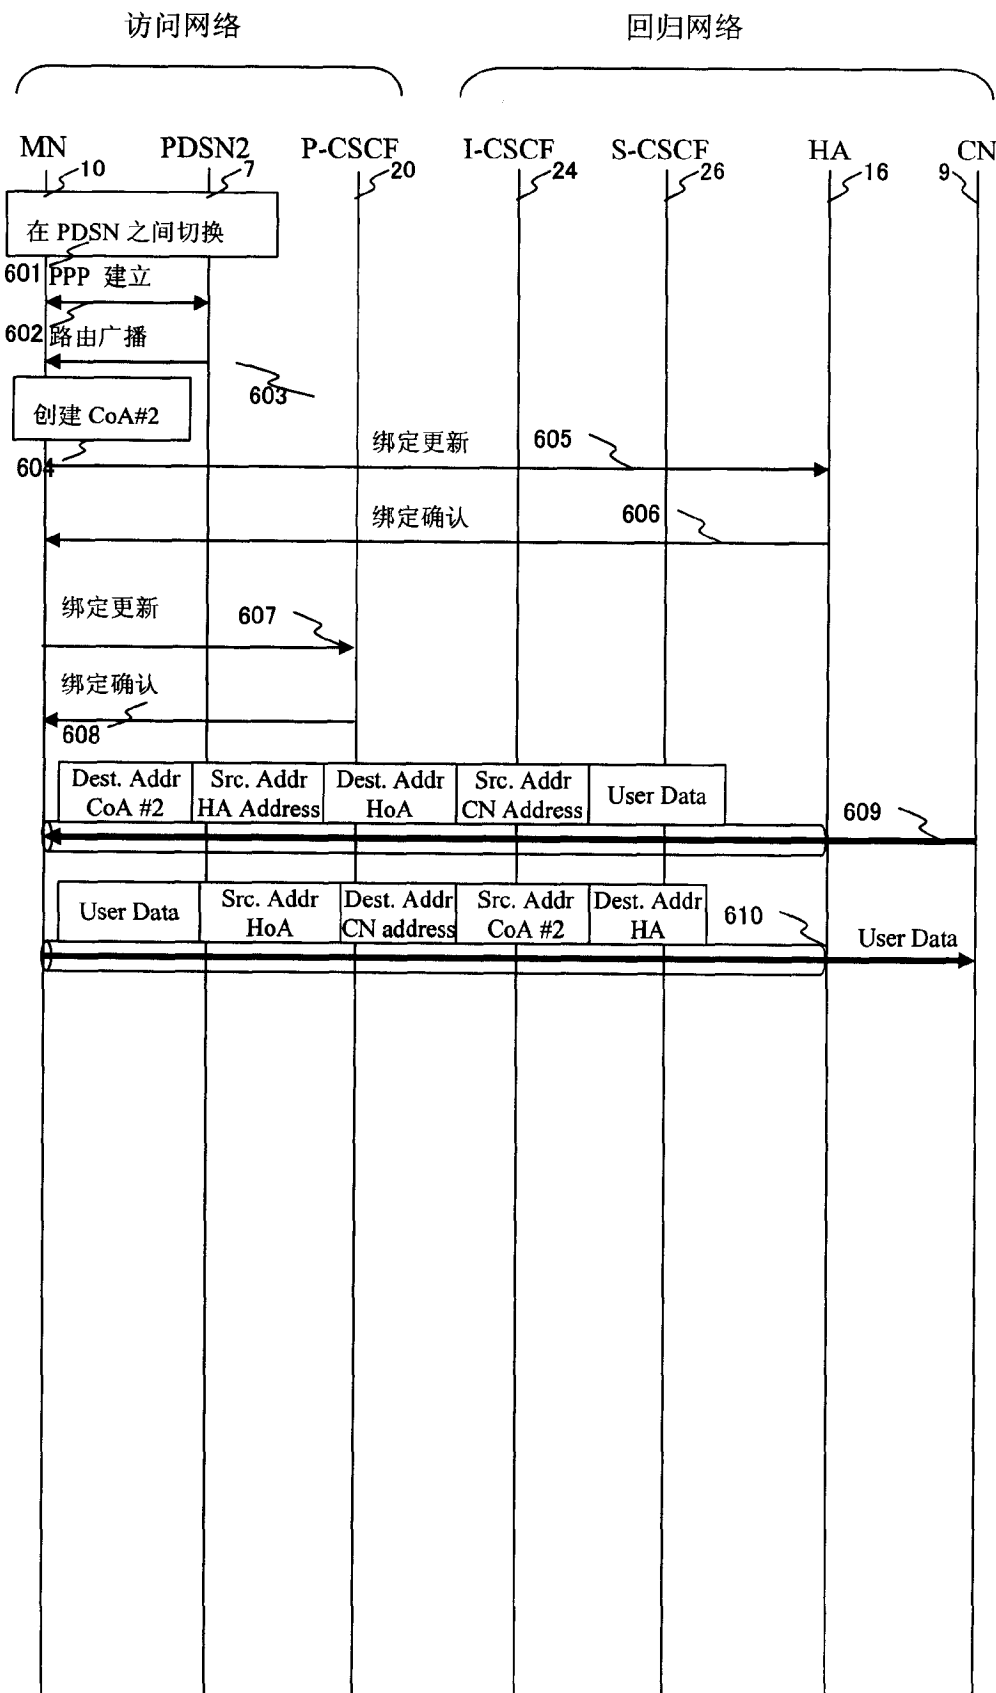 访问网络
回归网络
MN PDSN2 P-CSCF I-CSCF S-CSCF HA CN
10 7 20 24 26 16 9
在 PDSN 之间切换
601 PPP 建立
602 路由广播
603
创建 CoA#2
绑定更新 605
604
绑定确认 606
绑定更新 607
绑定确认
608
Dest. Addr Src. Addr Dest. Addr Src. Addr User Data
CoA #2 HA Address HoA CN Address
609
User Data Src. Addr Dest. Addr Src. Addr Dest. Addr 610
HoA CN address CoA #2 HA User Data